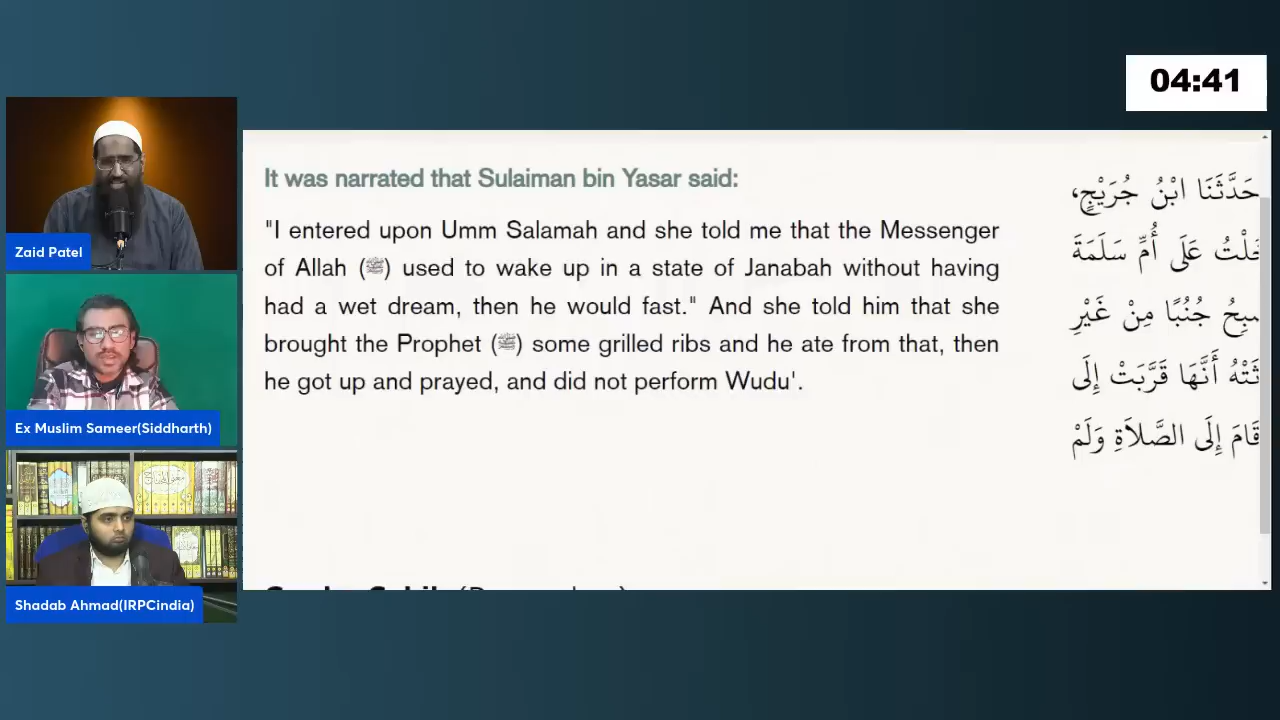 04:41
Zaid Patel
Ex Muslim Sameer(Siddharth)
Shadab Ahmad(IRPCindia)
It was narrated that Sulaiman bin Yasar said:
"I entered upon Umm Salamah and she told me that the Messenger
of Allah (ﷺ) used to wake up in a state of Janabah without having
had a wet dream, then he would fast." And she told him that she
brought the Prophet (ﷺ) some grilled ribs and he ate from that, then
he got up and prayed, and did not perform Wudu'.
حَدَّثَنَا ابْنُ جُرَيْجٍ،
خَلْتُ عَلَى أُمِّ سَلَمَةَ
سْبِحُ جُنُبًا مِنْ غَيْرِ
ثَتْهُ أَنَّهَا قَرَّبَتْ إِلَى
قَامَ إِلَى الصَّلاَةِ وَلَمْ